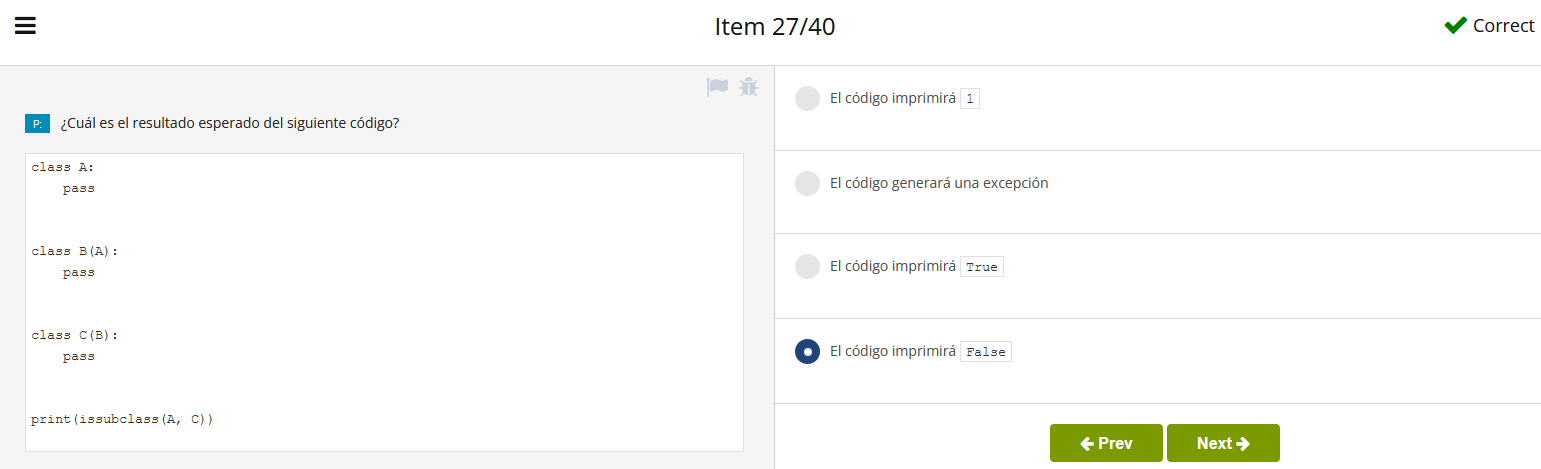 Item 27/40
Correct
P: ¿Cuál es el resultado esperado del siguiente código?
class A:
    pass
class B(A):
    pass
class C(B):
    pass
print(issubclass(A, C))
El código imprimirá 1
El código generará una excepción
El código imprimirá True
El código imprimirá False
Prev
Next